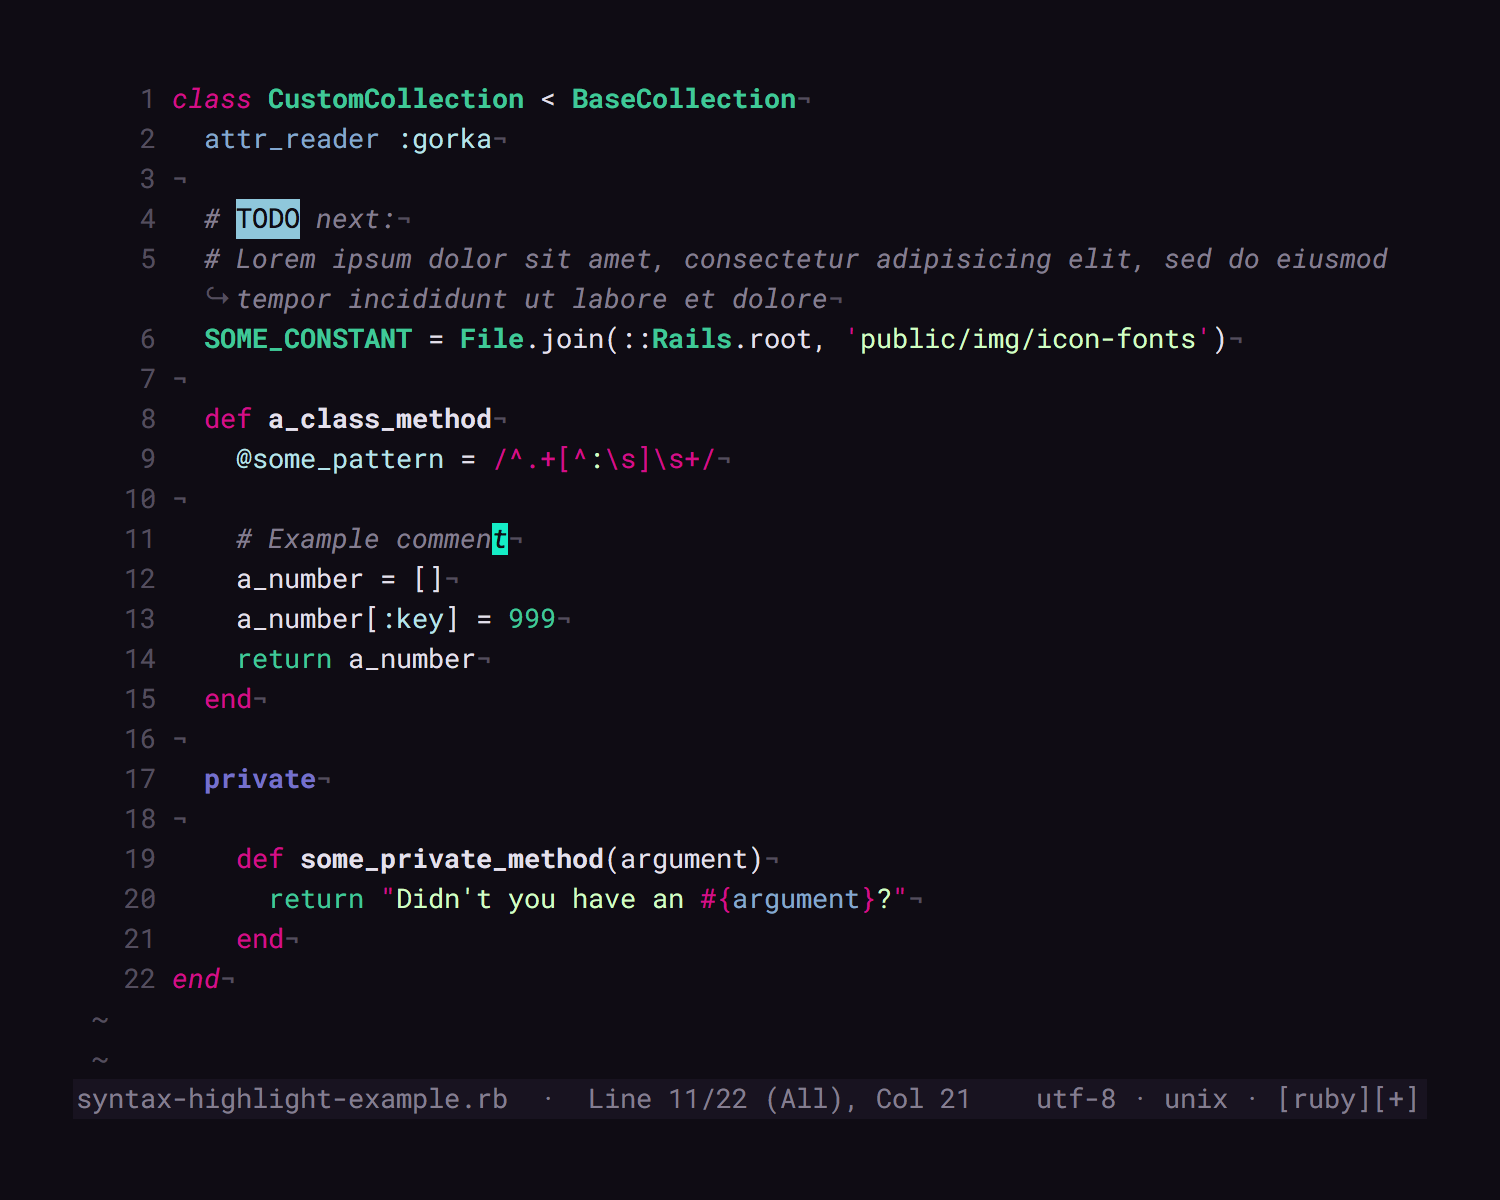 1 class CustomCollection < BaseCollection¬
2   attr_reader :gorka¬
3 ¬
4   # TODO next:¬
5   # Lorem ipsum dolor sit amet, consectetur adipisicing elit, sed do eiusmod
↪tempor incididunt ut labore et dolore¬
6   SOME_CONSTANT = File.join(::Rails.root, 'public/img/icon-fonts')¬
7 ¬
8   def a_class_method¬
9     @some_pattern = /^.+[^:\s]\s+/¬
10 ¬
11     # Example comment¬
12     a_number = []¬
13     a_number[:key] = 999¬
14     return a_number¬
15   end¬
16 ¬
17   private¬
18 ¬
19     def some_private_method(argument)¬
20       return "Didn't you have an #{argument}?"¬
21     end¬
22 end¬
~
~
syntax-highlight-example.rb · Line 11/22 (All), Col 21 utf-8 · unix · [ruby][+]